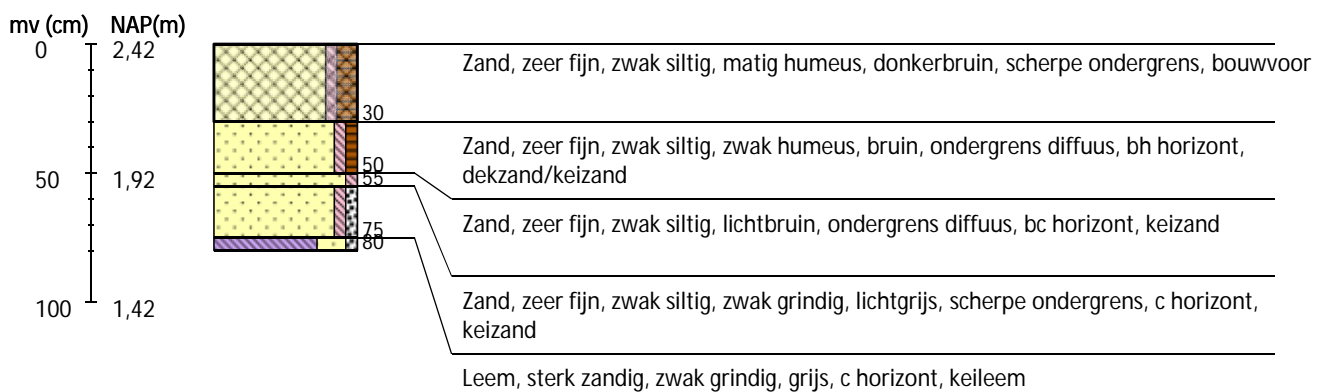 mv (cm) NAP(m)
0 2,42
Zand, zeer fijn, zwak siltig, matig humeus, donkerbruin, scherpe ondergrens, bouwvoor
30
Zand, zeer fijn, zwak siltig, zwak humeus, bruin, ondergrens diffuus, bh horizont,
dekzand/keizand
50
50 1,92
55
Zand, zeer fijn, zwak siltig, lichtbruin, ondergrens diffuus, bc horizont, keizand
75
80
100 1,42
Zand, zeer fijn, zwak siltig, zwak grindig, lichtgrijs, scherpe ondergrens, c horizont,
keizand
Leem, sterk zandig, zwak grindig, grijs, c horizont, keileem